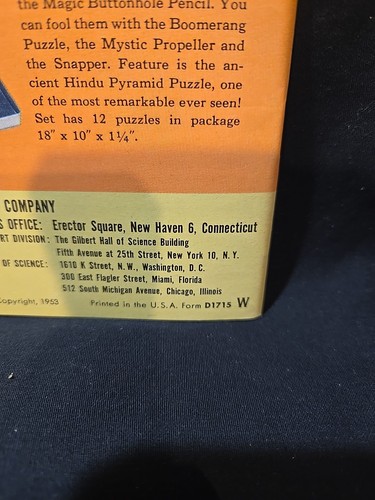 the Magic Buttonhole Pencil. You
can fool them with the Boomerang
Puzzle, the Mystic Propeller and
the Snapper. Feature is the an-
cient Hindu Pyramid Puzzle, one
of the most remarkable ever seen!
Set has 12 puzzles in package
18" x 10" x 1¼".
COMPANY
OFFICE: Erector Square, New Haven 6, Connecticut
DIVISION: The Gilbert Hall of Science Building
Fifth Avenue at 25th Street, New York 10, N. Y.
OF SCIENCE: 1610 K Street, N.W., Washington, D. C.
300 East Flagler Street, Miami, Florida
512 South Michigan Avenue, Chicago, Illinois
Copyright, 1953 Printed in the U.S.A. Form D1715 W